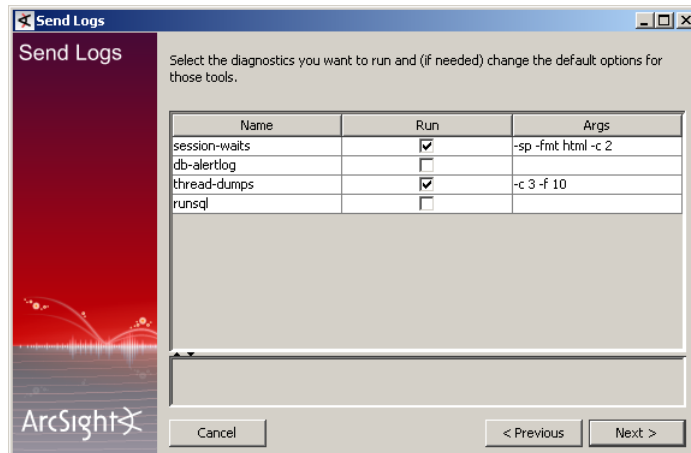 Send Logs
Send Logs
Select the diagnostics you want to run and (if needed) change the default options for
those tools.
Name Run Args
session-waits -sp -fmt html -c 2
db-alertlog
thread-dumps -c 3 -f 10
runsql
ArcSight
Cancel < Previous Next >